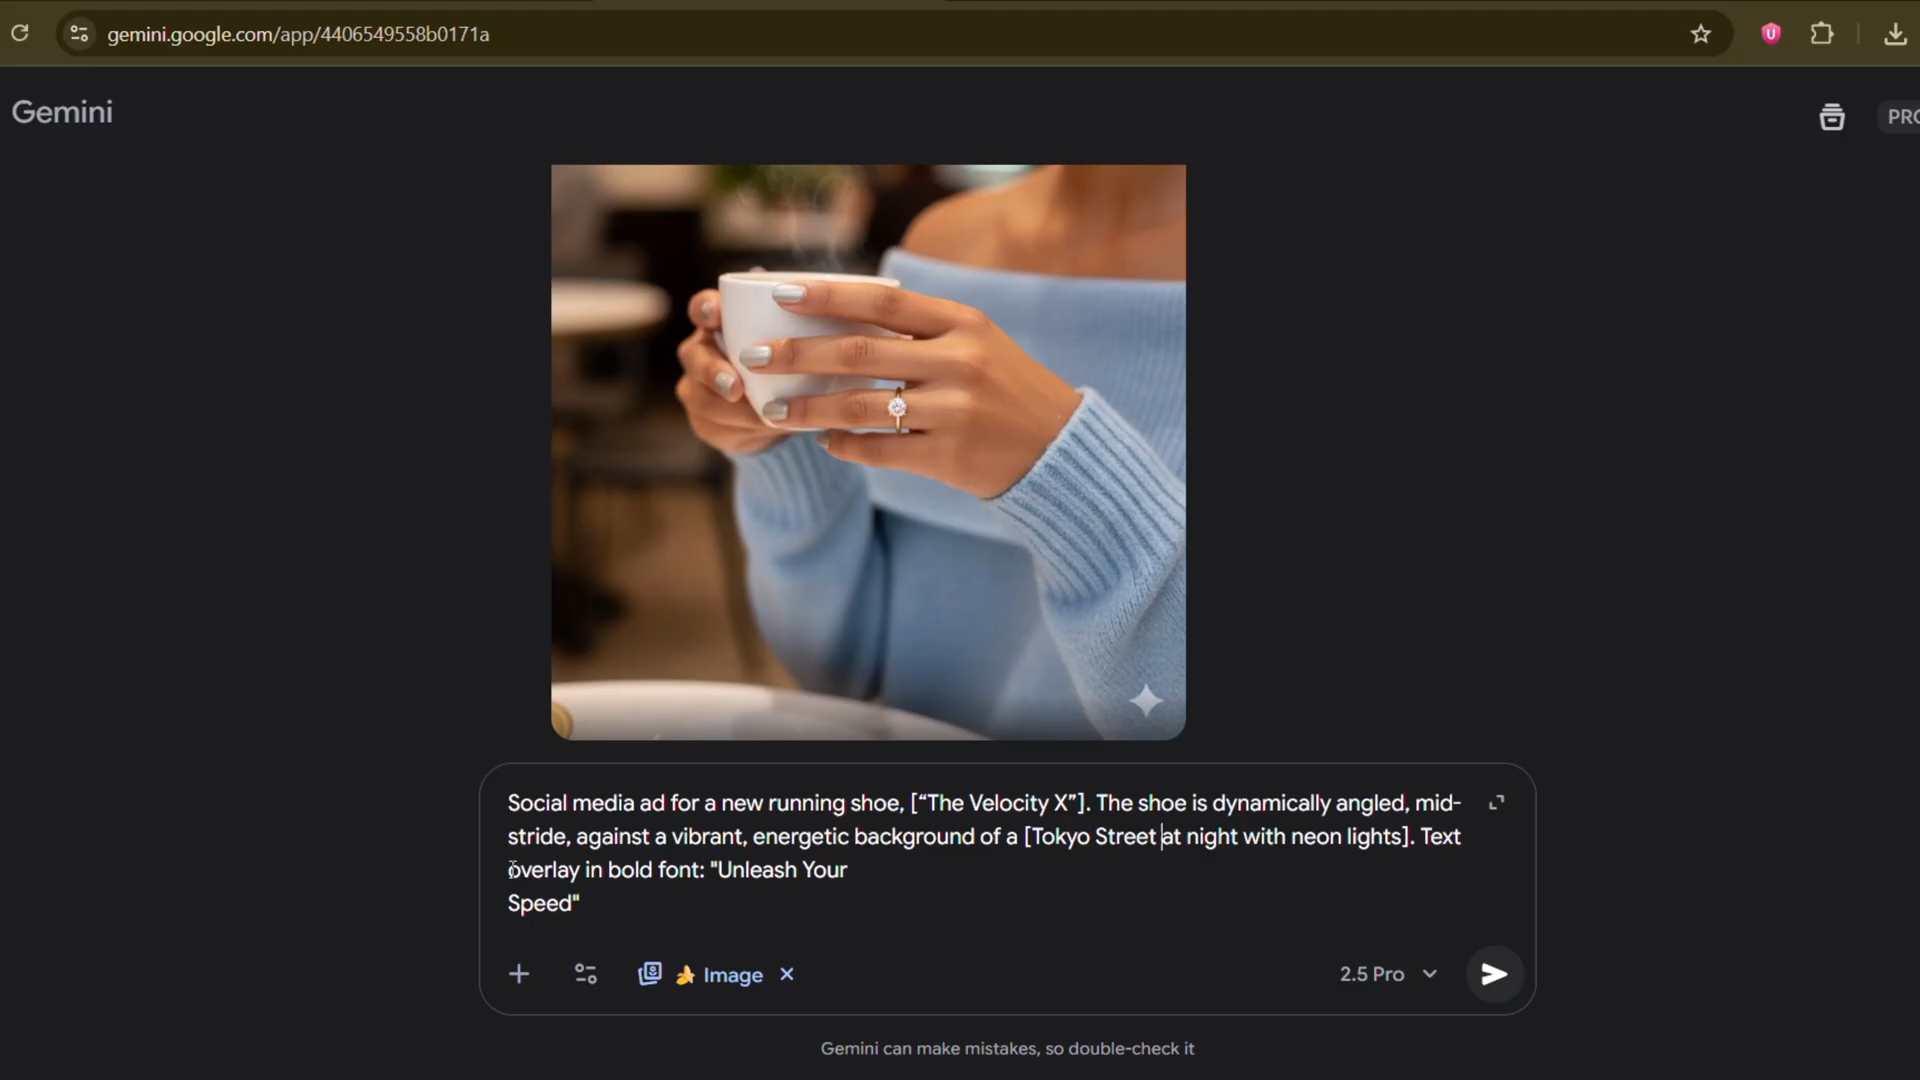 gemini.google.com/app/4406549558b0171a
Gemini
PRO
Social media ad for a new running shoe, [“The Velocity X”]. The shoe is dynamically angled, mid-
stride, against a vibrant, energetic background of a [Tokyo Street at night with neon lights]. Text
overlay in bold font: "Unleash Your
Speed"
Image
2.5 Pro
Gemini can make mistakes, so double-check it